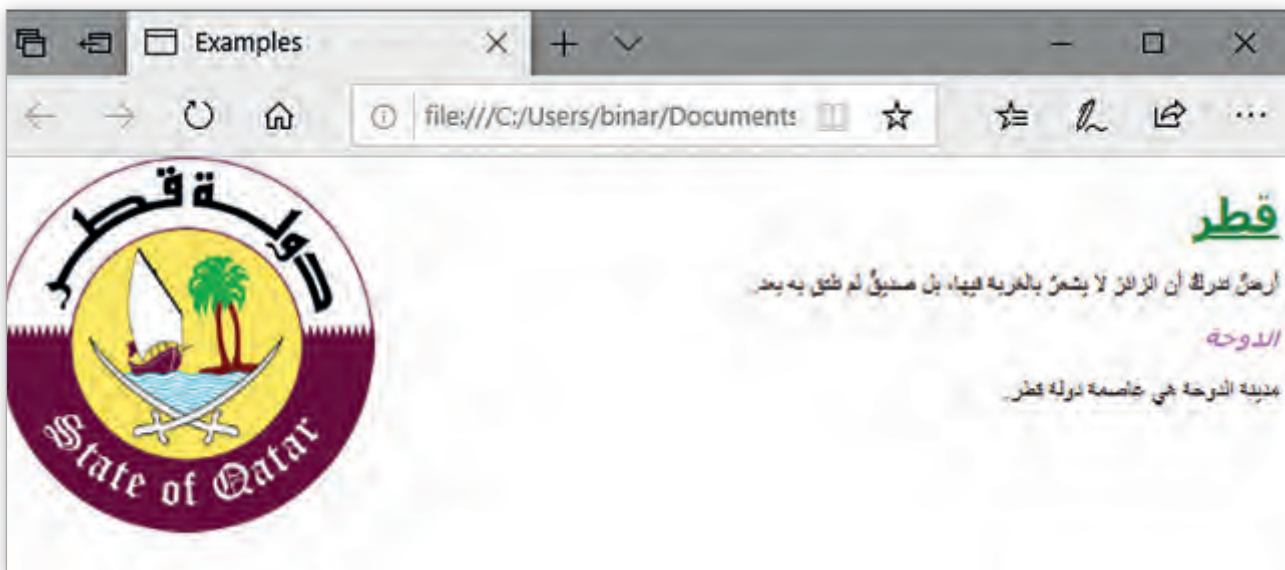 Examples
file:///C:/Users/binar/Documents
دولة قطر
State of Qatar
قطر
أرضٌ تدركُ أن الزائرَ لا يشعرُ بالغربة فيها، بل صديقٌ لم تلتق به بعد.
الدوحة
مدينة الدوحة هي عاصمة دولة قطر.